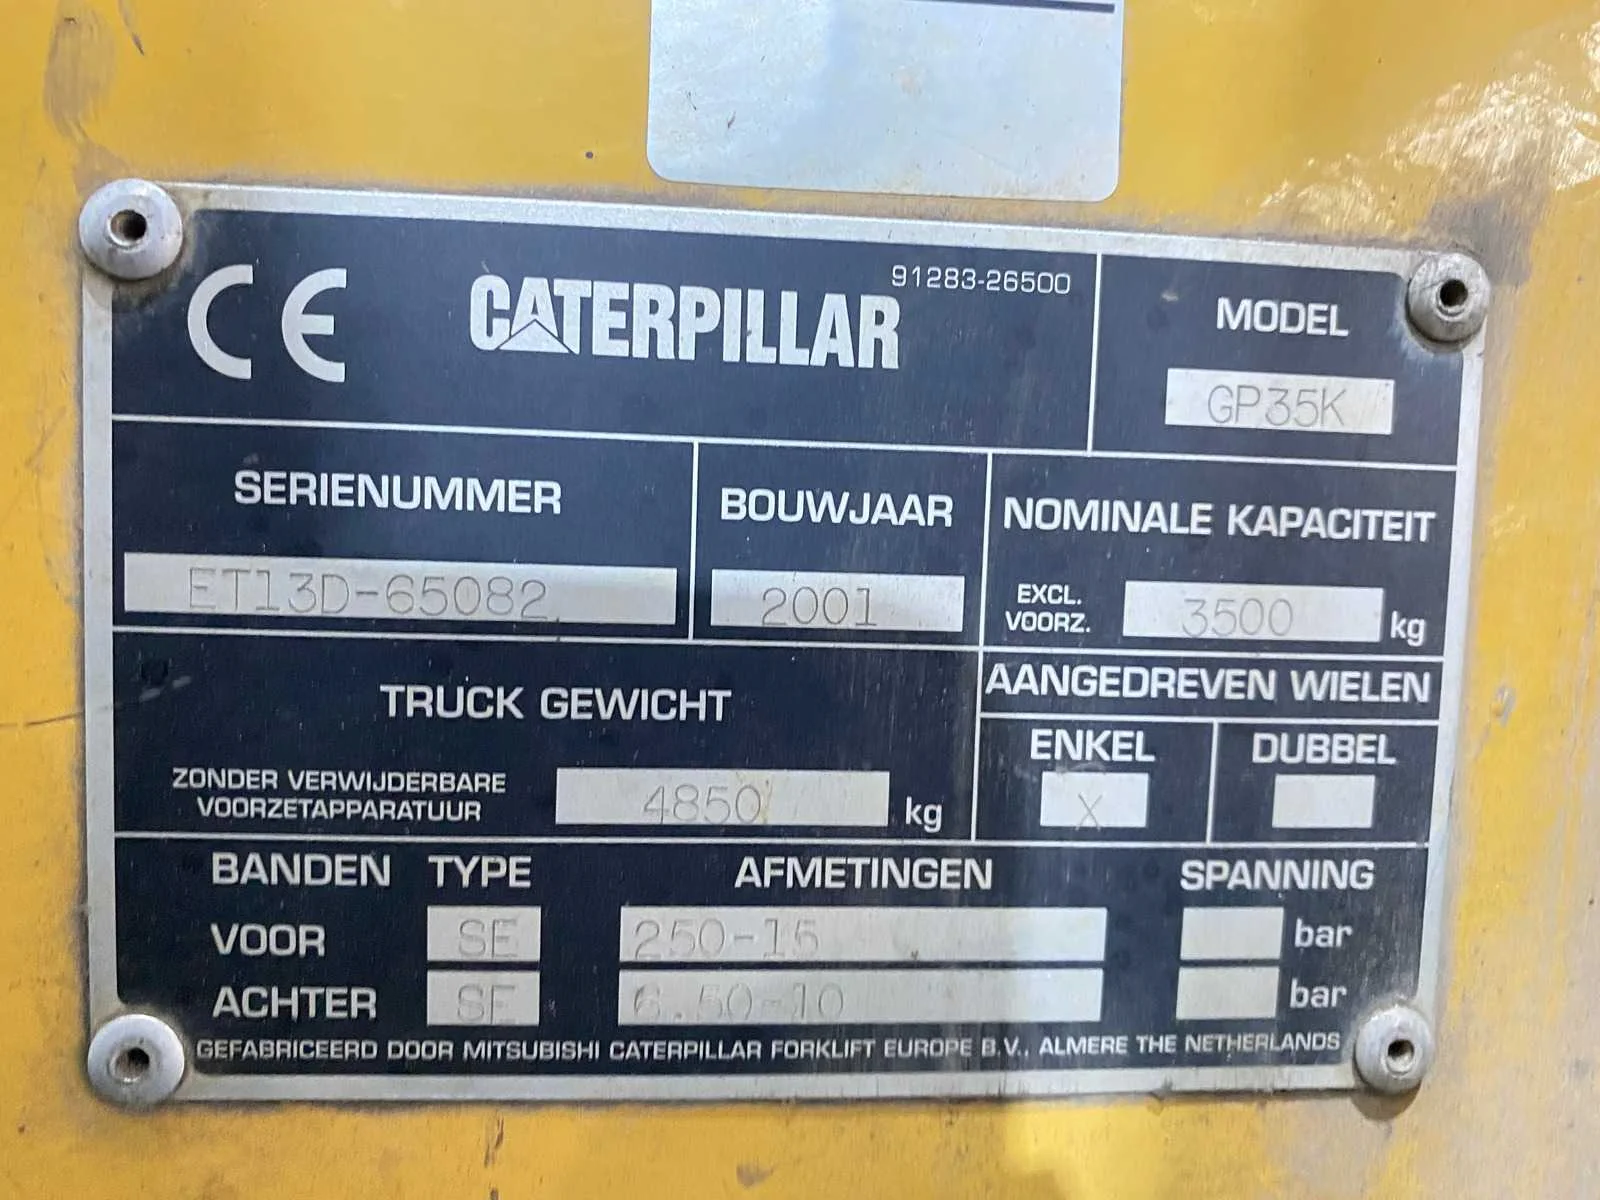 CE CATERPILLAR 91283-26500
MODEL
GP35K
SERIENUMMER
ET13D-65082
BOUWJAAR
2001
NOMINALE KAPACITEIT
EXCL. VOORZ. 3500 kg
TRUCK GEWICHT
ZONDER VERWIJDERBARE
VOORZETAPPARATUUR 4850 kg
AANGEDREVEN WIELEN
ENKEL DUBBEL
X
BANDEN TYPE AFMETINGEN SPANNING
VOOR SE 250-15 bar
ACHTER SE 6.50-10 bar
GEFABRICEERD DOOR MITSUBISHI CATERPILLAR FORKLIFT EUROPE B.V., ALMERE THE NETHERLANDS